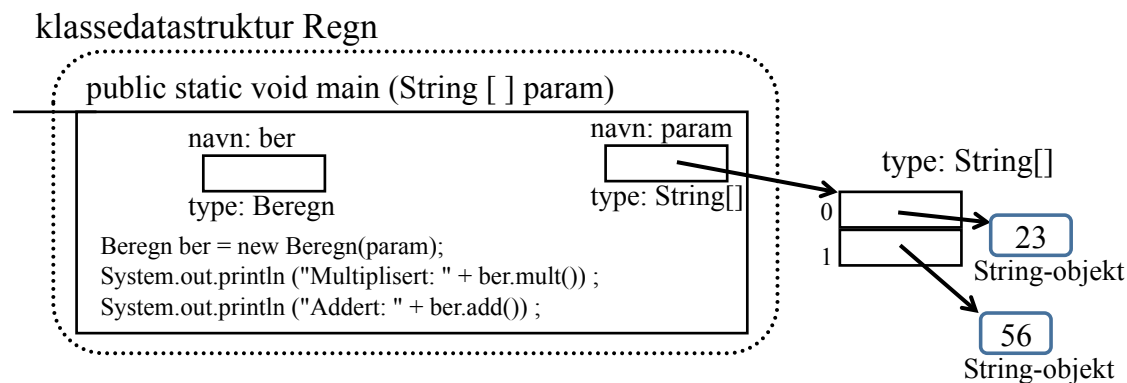 klassedatastruktur Regn
public static void main (String [ ] param)
navn: ber
type: Beregn
navn: param
type: String[]
type: String[]
0
1
23
String-objekt
56
String-objekt
Beregn ber = new Beregn(param);
System.out.println ("Multiplisert: " + ber.mult()) ;
System.out.println ("Addert: " + ber.add()) ;